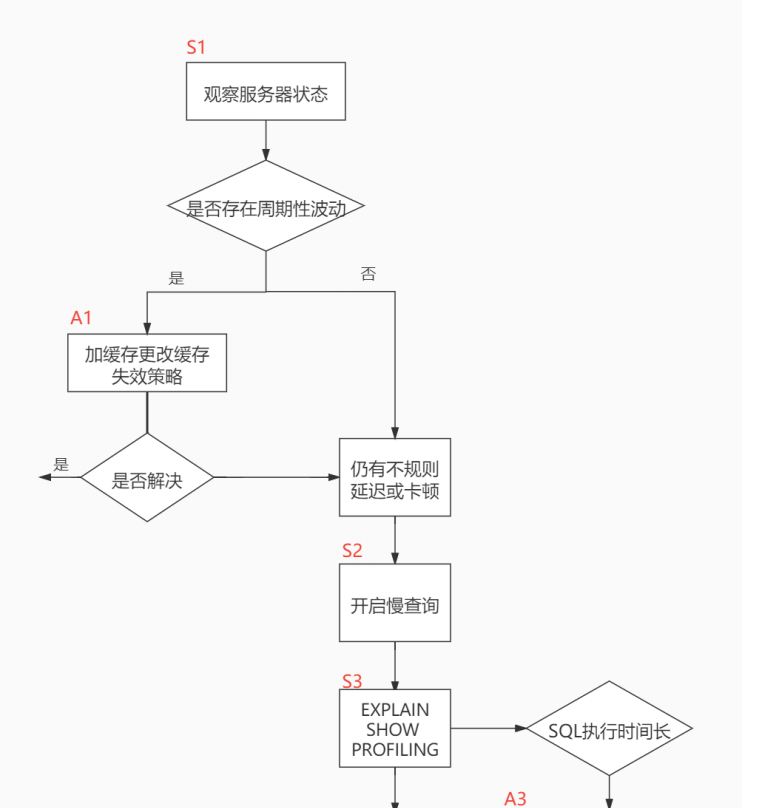 S1
观察服务器状态
是否存在周期性波动
是
否
A1
加缓存更改缓存
失效策略
是
是否解决
仍有不规则
延迟或卡顿
S2
开启慢查询
S3
EXPLAIN
SHOW
PROFILING
SQL执行时间长
A3